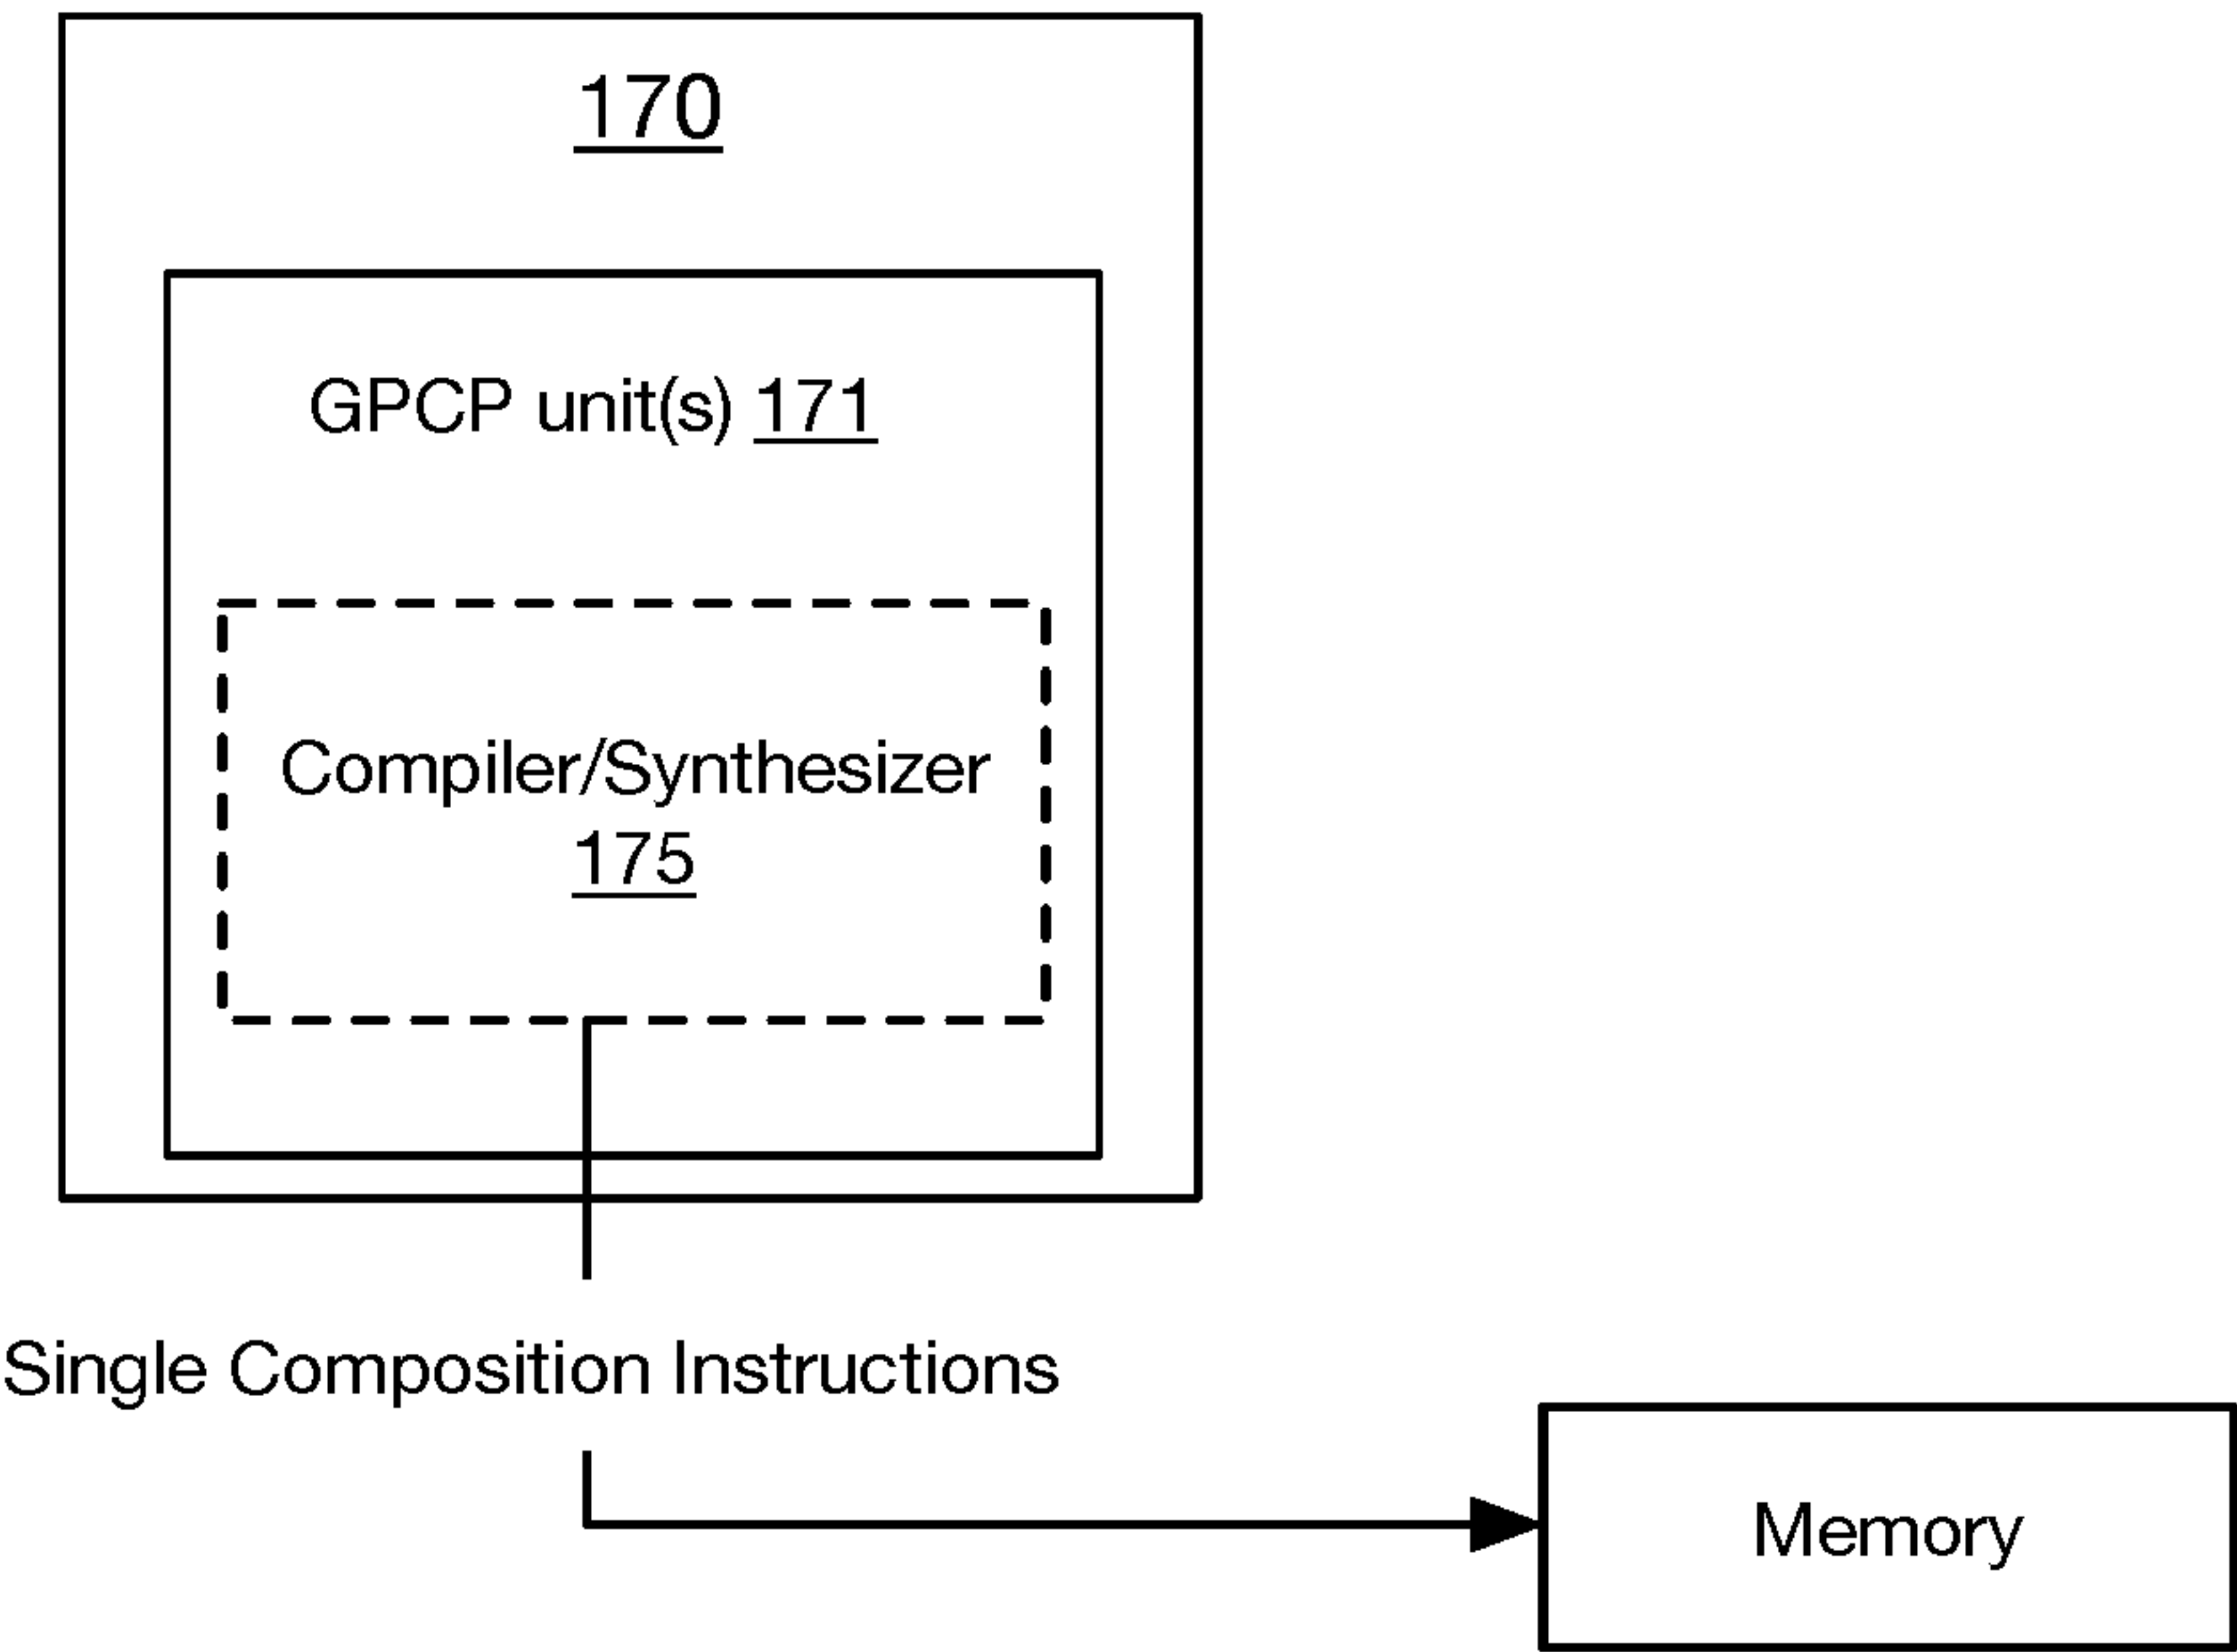 170
GPCP unit(s) 171
Compiler/Synthesizer
175
Single Composition Instructions
Memory